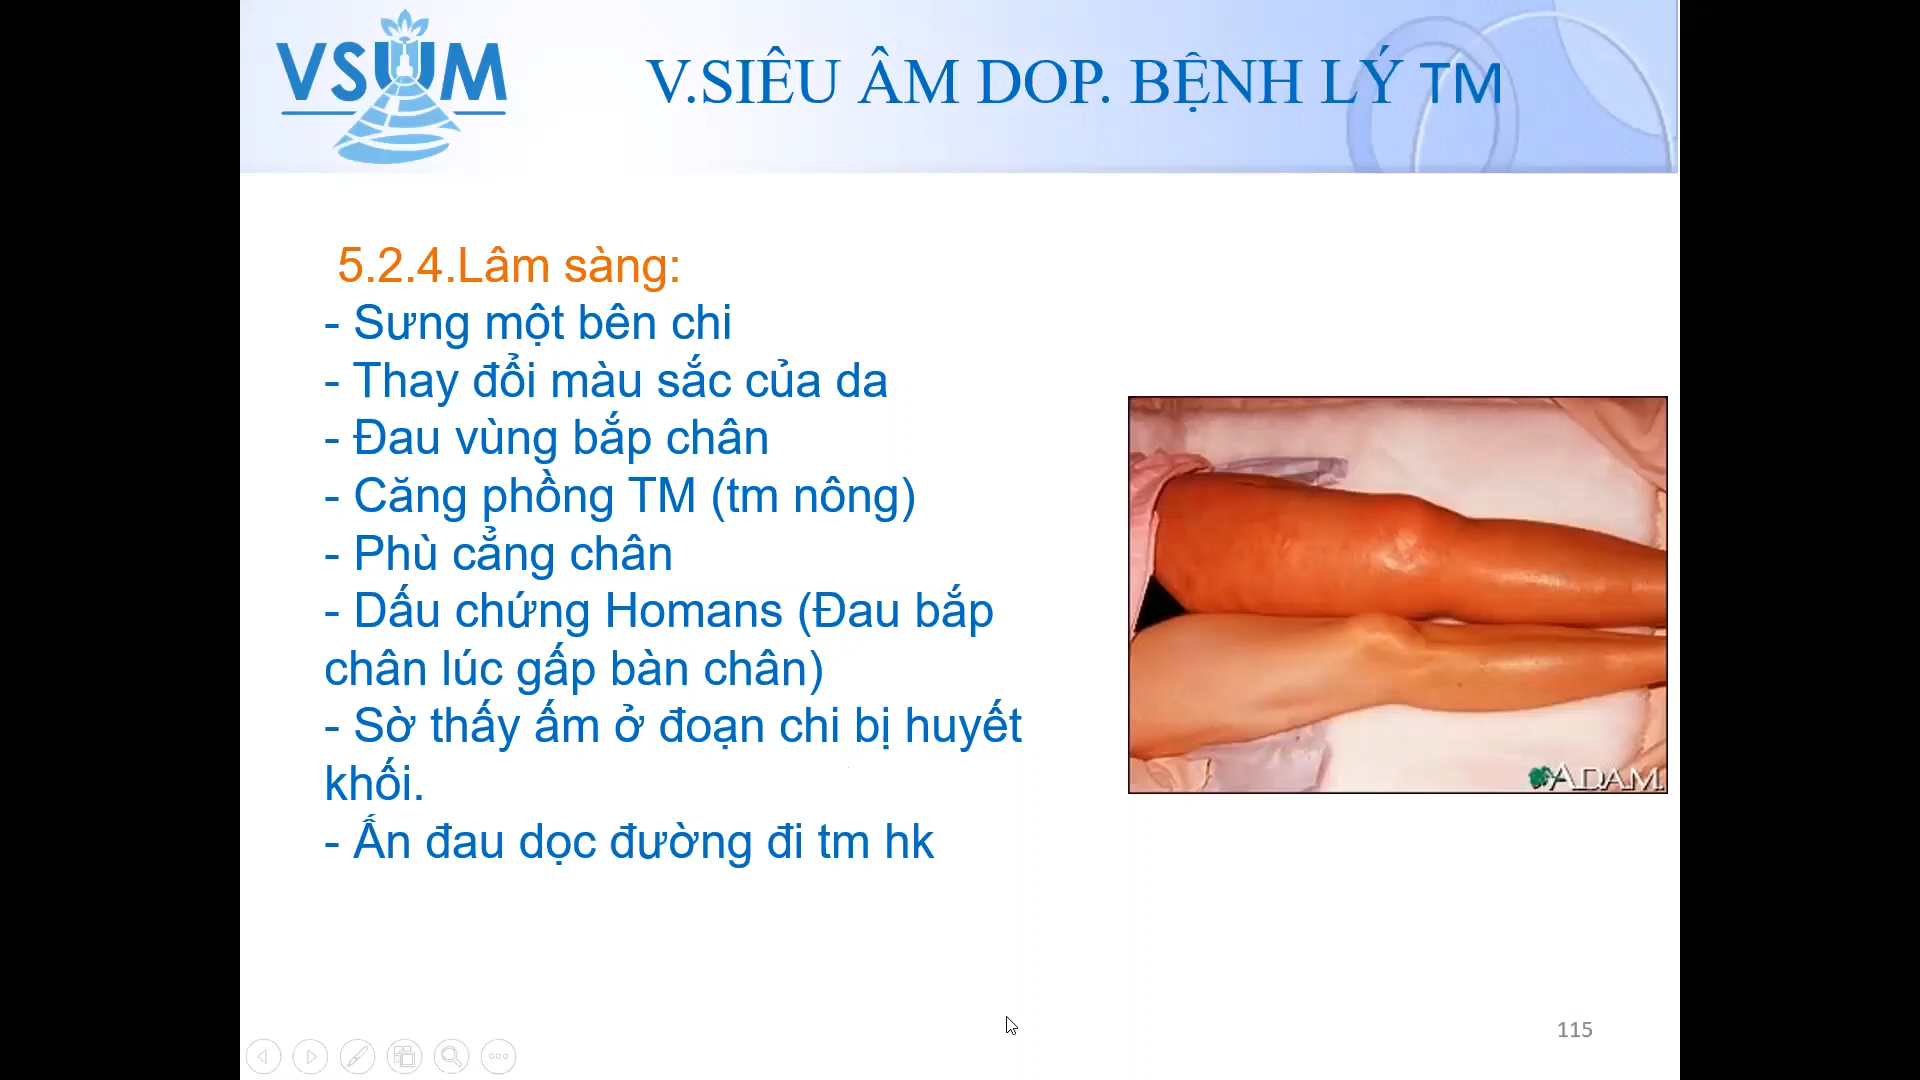 VSUM
V.SIÊU ÂM DOP. BỆNH LÝ TM
5.2.4.Lâm sàng:
- Sưng một bên chi
- Thay đổi màu sắc của da
- Đau vùng bắp chân
- Căng phồng TM (tm nông)
- Phù cẳng chân
- Dấu chứng Homans (Đau bắp
chân lúc gấp bàn chân)
- Sờ thấy ấm ở đoạn chi bị huyết
khối.
- Ấn đau dọc đường đi tm hk
ADAM.
115